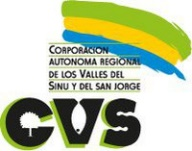 CORPORACION
AUTONOMA REGIONAL
DE LOS VALLES DEL
SINU Y DEL SAN JORGE
CVS